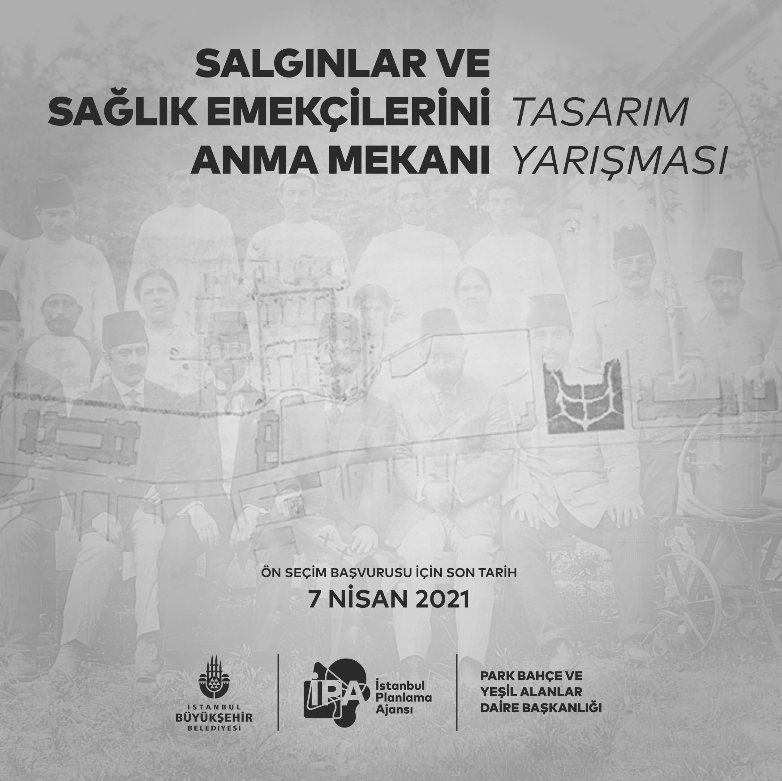 SALGINLAR VE
SAĞLIK EMEKÇİLERİNİ TASARIM
ANMA MEKANI YARIŞMASI
ÖN SEÇİM BAŞVURUSU İÇİN SON TARİH
7 NİSAN 2021
İSTANBUL
BÜYÜKŞEHİR
BELEDİYESİ
İPA
İstanbul
Planlama
Ajansı
PARK BAHÇE VE
YEŞİL ALANLAR
DAİRE BAŞKANLIĞI